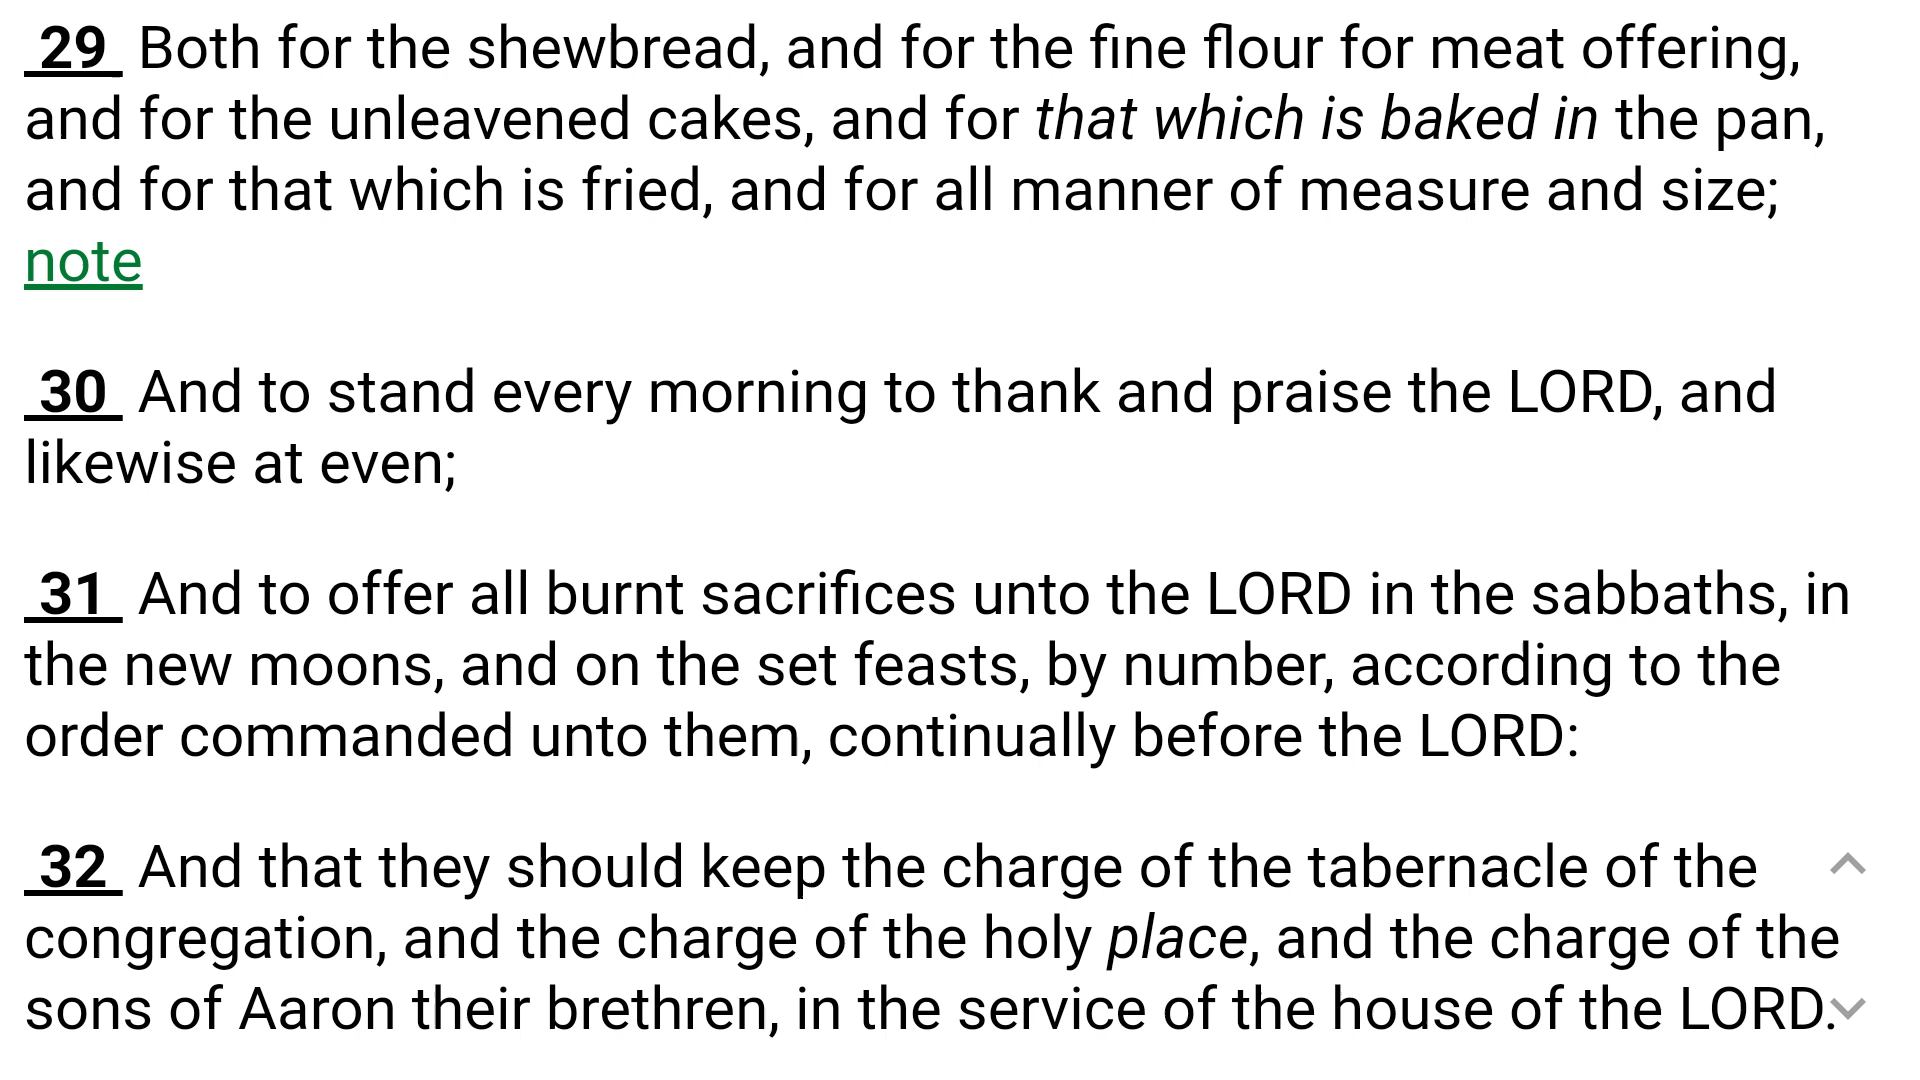 29 Both for the shewbread, and for the fine flour for meat offering,
and for the unleavened cakes, and for that which is baked in the pan,
and for that which is fried, and for all manner of measure and size;
note
30 And to stand every morning to thank and praise the LORD, and
likewise at even;
31 And to offer all burnt sacrifices unto the LORD in the sabbaths, in
the new moons, and on the set feasts, by number, according to the
order commanded unto them, continually before the LORD:
32 And that they should keep the charge of the tabernacle of the
congregation, and the charge of the holy place, and the charge of the
sons of Aaron their brethren, in the service of the house of the LORD.